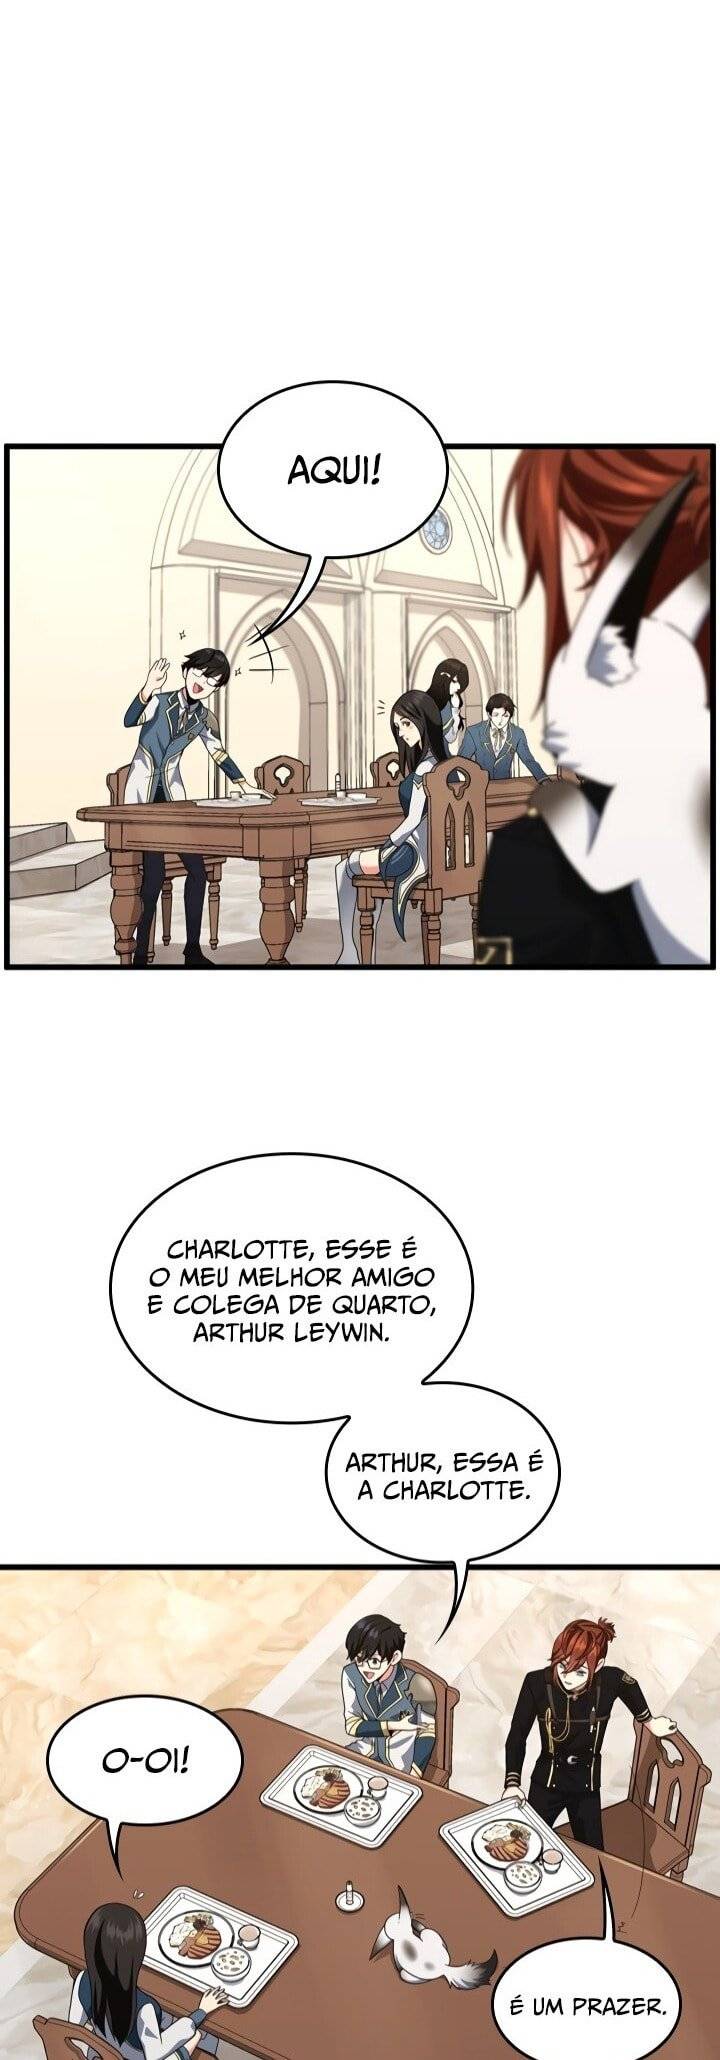 AQUI!
CHARLOTTE, ESSE É
O MEU MELHOR AMIGO
E COLEGA DE QUARTO,
ARTHUR LEYWIN.
ARTHUR, ESSA É
A CHARLOTTE.
O-OI!
É UM PRAZER.